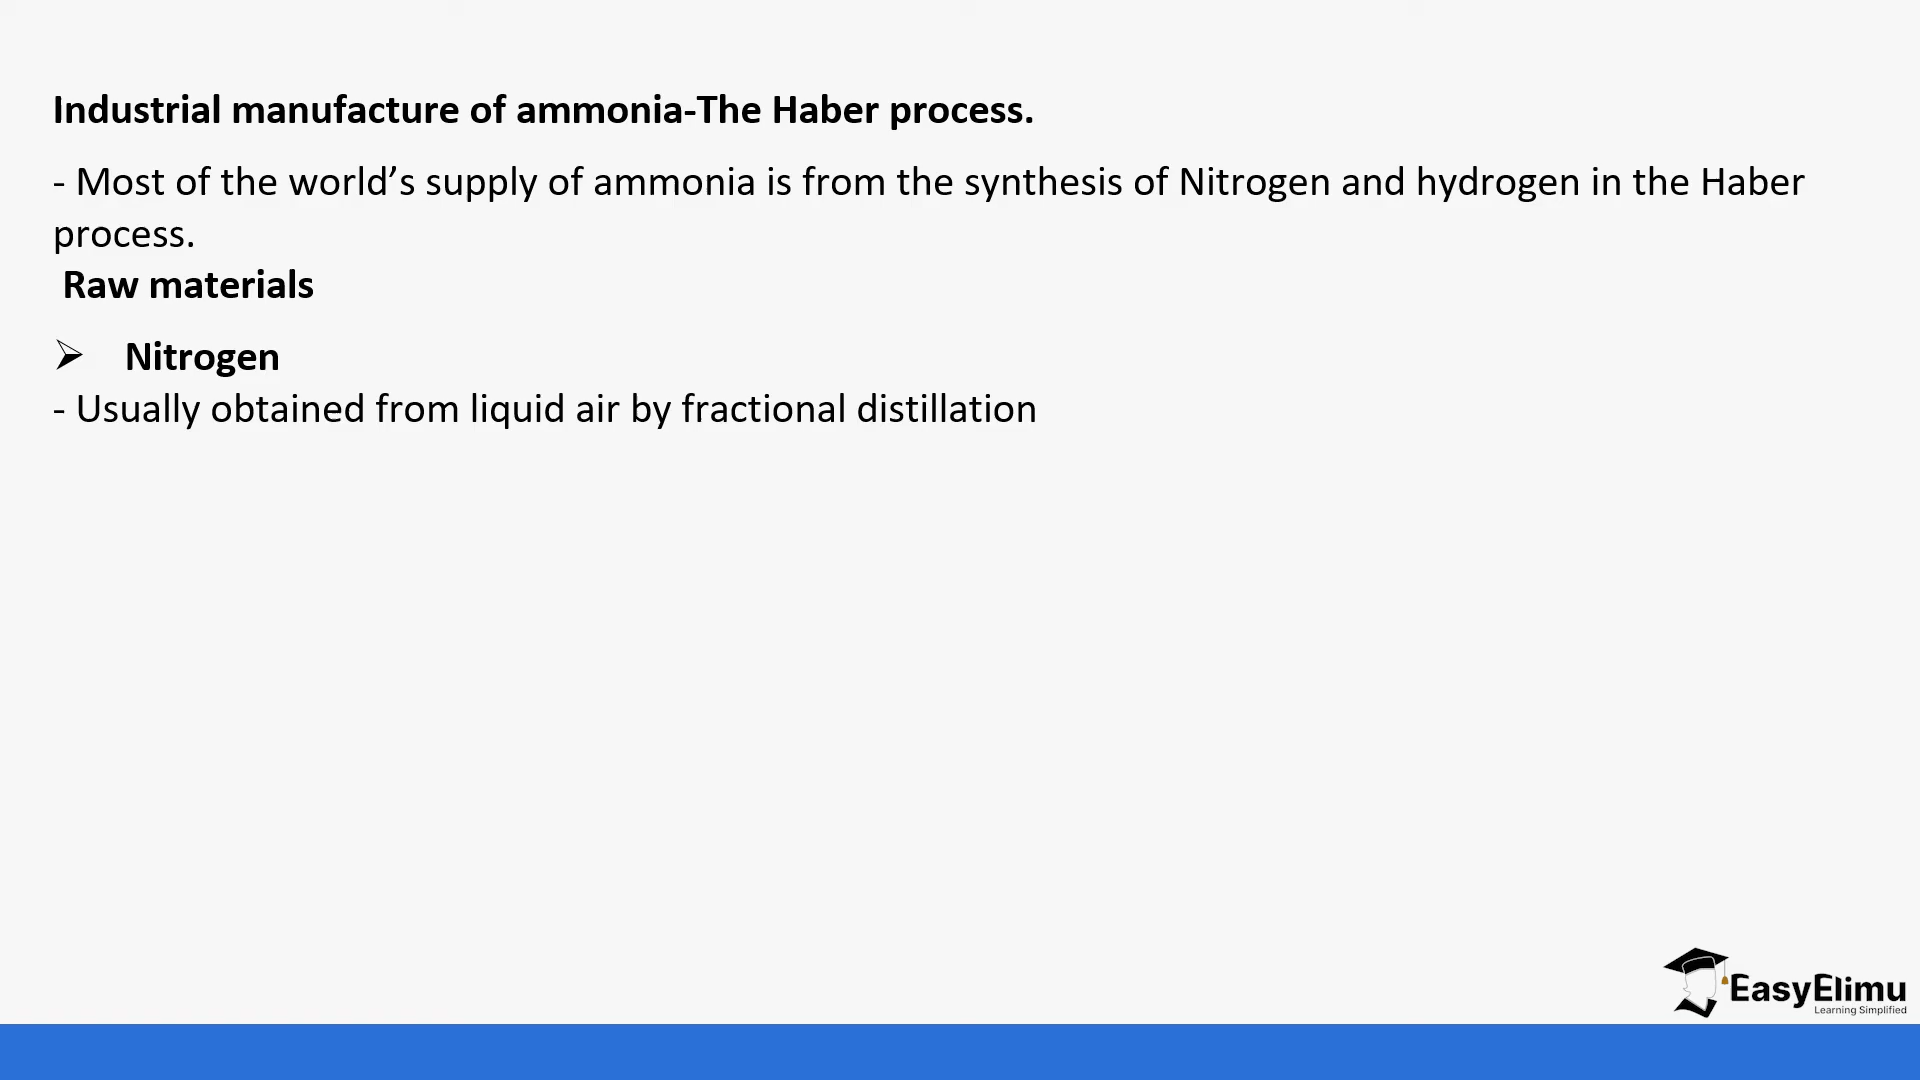 Industrial manufacture of ammonia-The Haber process.
- Most of the world’s supply of ammonia is from the synthesis of Nitrogen and hydrogen in the Haber
process.
Raw materials
➢ Nitrogen
- Usually obtained from liquid air by fractional distillation
EasyElimu
Learning Simplified